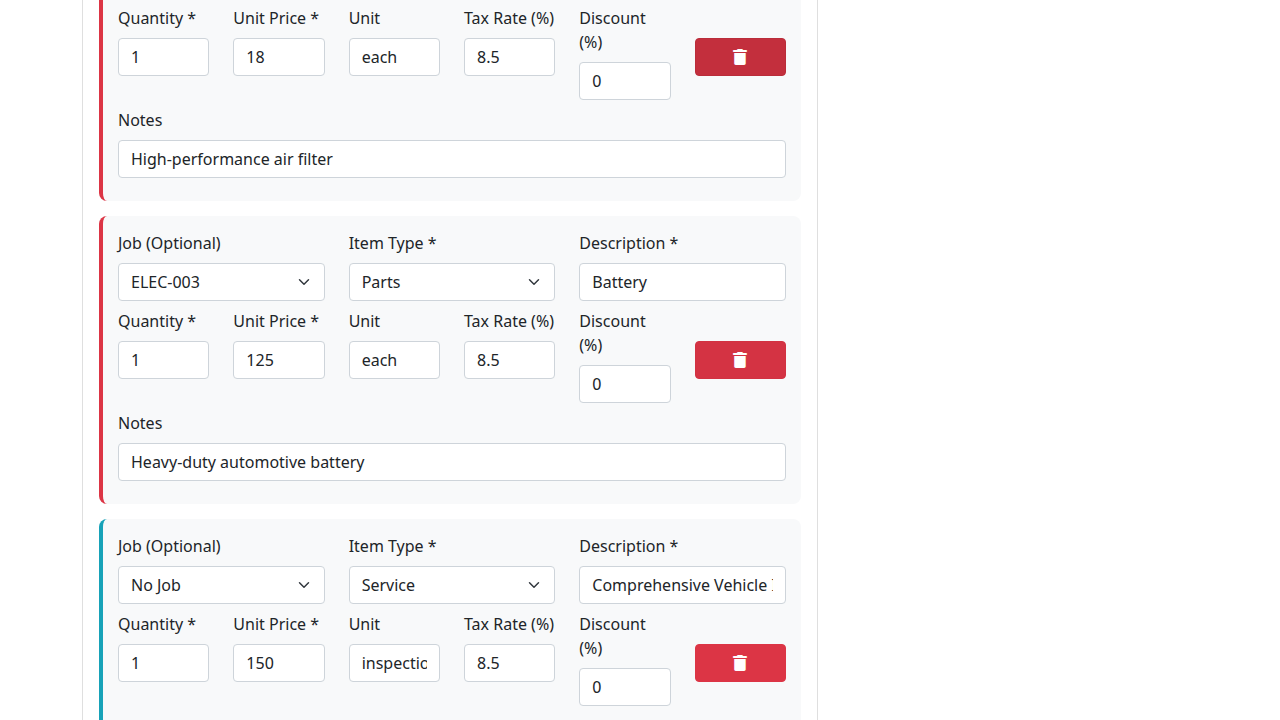 Quantity * Unit Price * Unit Tax Rate (%) Discount (%)
1 18 each 8.5 0
Notes
High-performance air filter
Job (Optional) Item Type * Description *
ELEC-003 Parts Battery
Quantity * Unit Price * Unit Tax Rate (%) Discount (%)
1 125 each 8.5 0
Notes
Heavy-duty automotive battery
Job (Optional) Item Type * Description *
No Job Service Comprehensive Vehicle
Quantity * Unit Price * Unit Tax Rate (%) Discount (%)
1 150 inspectio 8.5 0